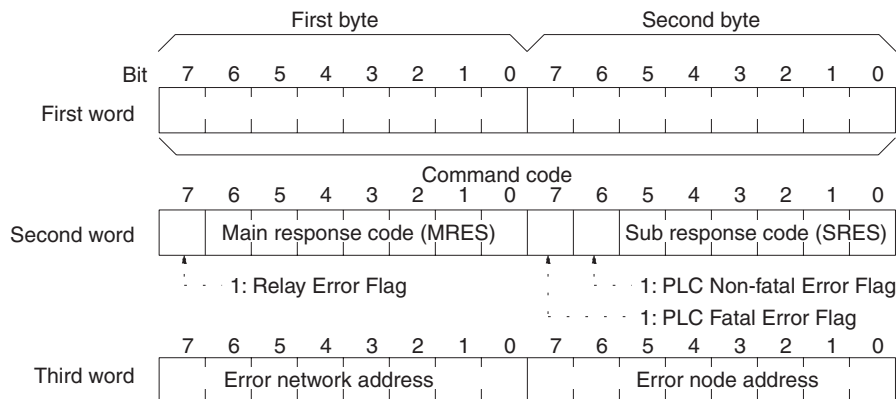 First byte Second byte
Bit 7 6 5 4 3 2 1 0 7 6 5 4 3 2 1 0
First word
Command code
7 6 5 4 3 2 1 0 7 6 5 4 3 2 1 0
Second word Main response code (MRES) Sub response code (SRES)
1: Relay Error Flag 1: PLC Non-fatal Error Flag
1: PLC Fatal Error Flag
7 6 5 4 3 2 1 0 7 6 5 4 3 2 1 0
Third word Error network address Error node address